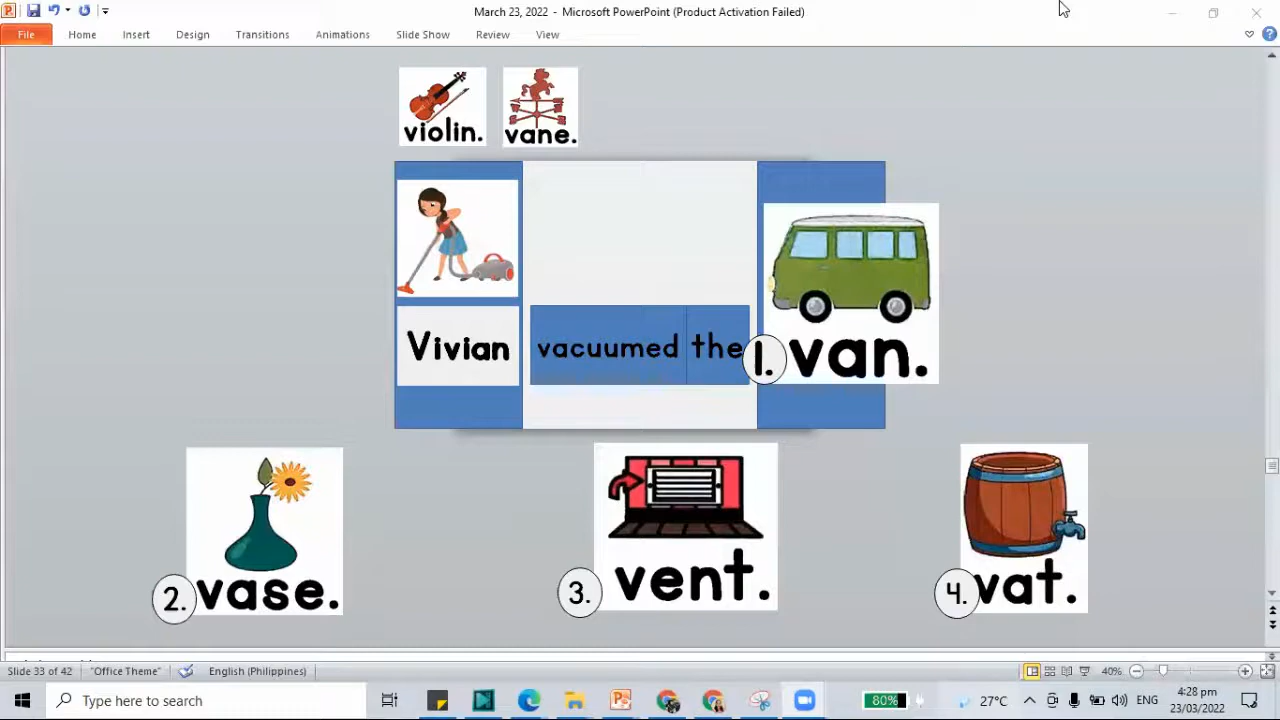 March 23, 2022 - Microsoft PowerPoint (Product Activation Failed)
File Home Insert Design Transitions Animations Slide Show Review View
violin. vane.
Vivian vacuumed the 1. van.
2. vase. 3. vent. 4. vat.
Slide 33 of 42 "Office Theme" English (Philippines) 40%
Type here to search 80% 27°C ENG 4:28 pm
23/03/2022